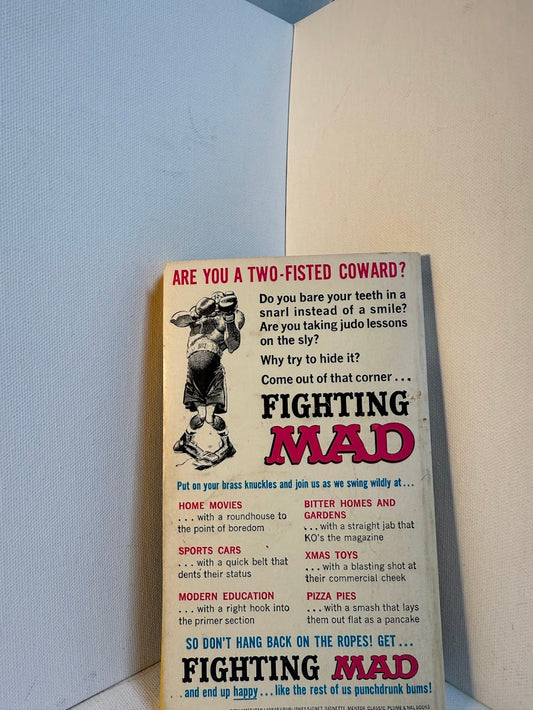 ARE YOU A TWO-FISTED COWARD?
Do you bare your teeth in a
snarl instead of a smile?
Are you taking judo lessons
on the sly?
Why try to hide it?
Come out of that corner...
FIGHTING
MAD
Put on your brass knuckles and join us as we swing wildly at...
HOME MOVIES
...with a roundhouse to
the point of boredom
SPORTS CARS
...with a quick belt that
dents their status
MODERN EDUCATION
...with a right hook into
the primer section
BITTER HOMES AND
GARDENS
...with a straight jab that
KO's the magazine
XMAS TOYS
...with a blasting shot at
their commercial cheek
PIZZA PIES
...with a smash that lays
them out flat as a pancake
SO DON'T HANG BACK ON THE ROPES! GET...
FIGHTING MAD
...and end up happy...like the rest of us punchdrunk bums!